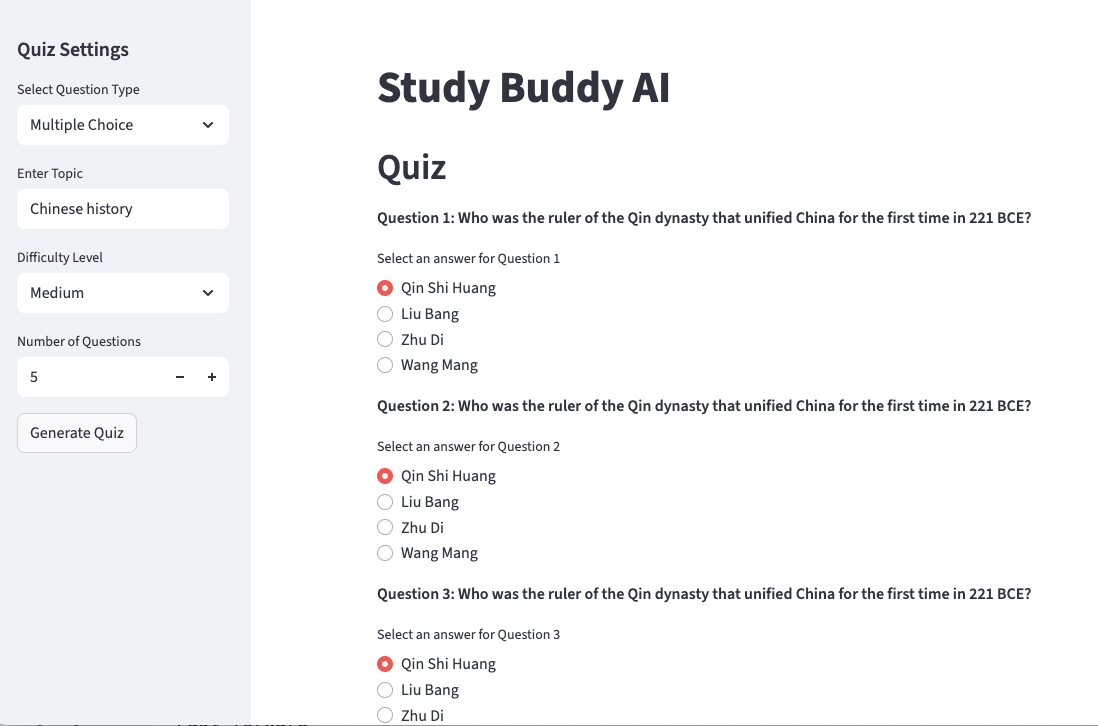 Quiz Settings
Select Question Type
Multiple Choice
Enter Topic
Chinese history
Difficulty Level
Medium
Number of Questions
5
Generate Quiz
Study Buddy AI
Quiz
Question 1: Who was the ruler of the Qin dynasty that unified China for the first time in 221 BCE?
Select an answer for Question 1
Qin Shi Huang
Liu Bang
Zhu Di
Wang Mang
Question 2: Who was the ruler of the Qin dynasty that unified China for the first time in 221 BCE?
Select an answer for Question 2
Qin Shi Huang
Liu Bang
Zhu Di
Wang Mang
Question 3: Who was the ruler of the Qin dynasty that unified China for the first time in 221 BCE?
Select an answer for Question 3
Qin Shi Huang
Liu Bang
Zhu Di